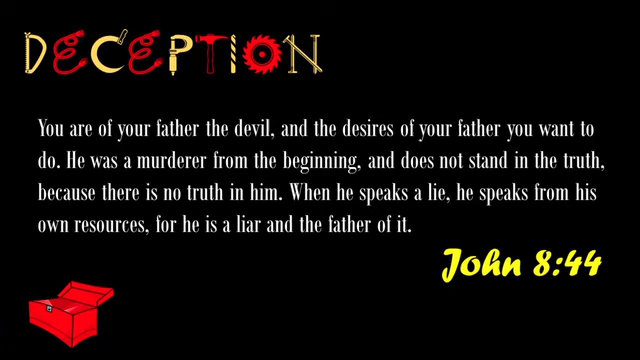 DECEPTION
You are of your father the devil, and the desires of your father you want to
do. He was a murderer from the beginning, and does not stand in the truth,
because there is no truth in him. When he speaks a lie, he speaks from his
own resources, for he is a liar and the father of it.
John 8:44